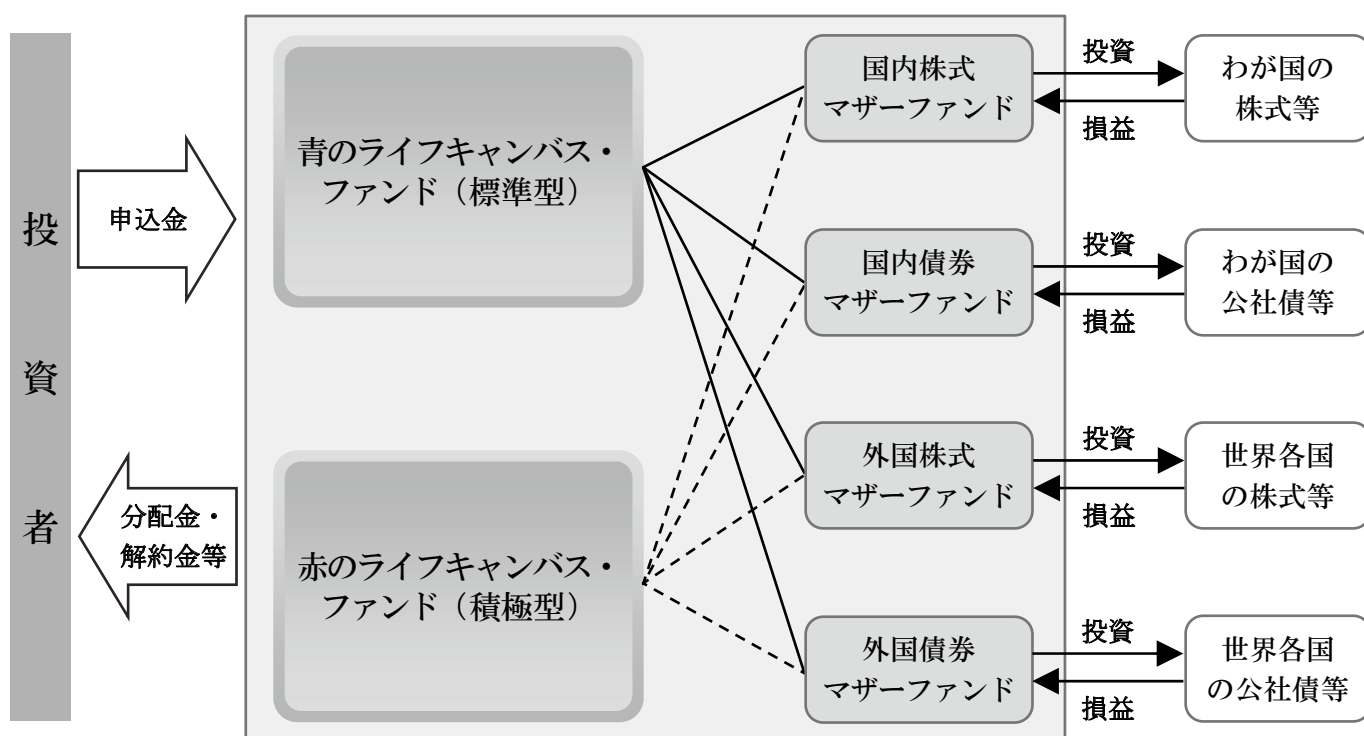 投資者
申込金
分配金・
解約金等
青のライフキャンバス・
ファンド（標準型）
赤のライフキャンバス・
ファンド（積極型）
国内株式
マザーファンド
投資
損益
わが国の
株式等
国内債券
マザーファンド
投資
損益
わが国の
公社債等
外国株式
マザーファンド
投資
損益
世界各国
の株式等
外国債券
マザーファンド
投資
損益
世界各国
の公社債等